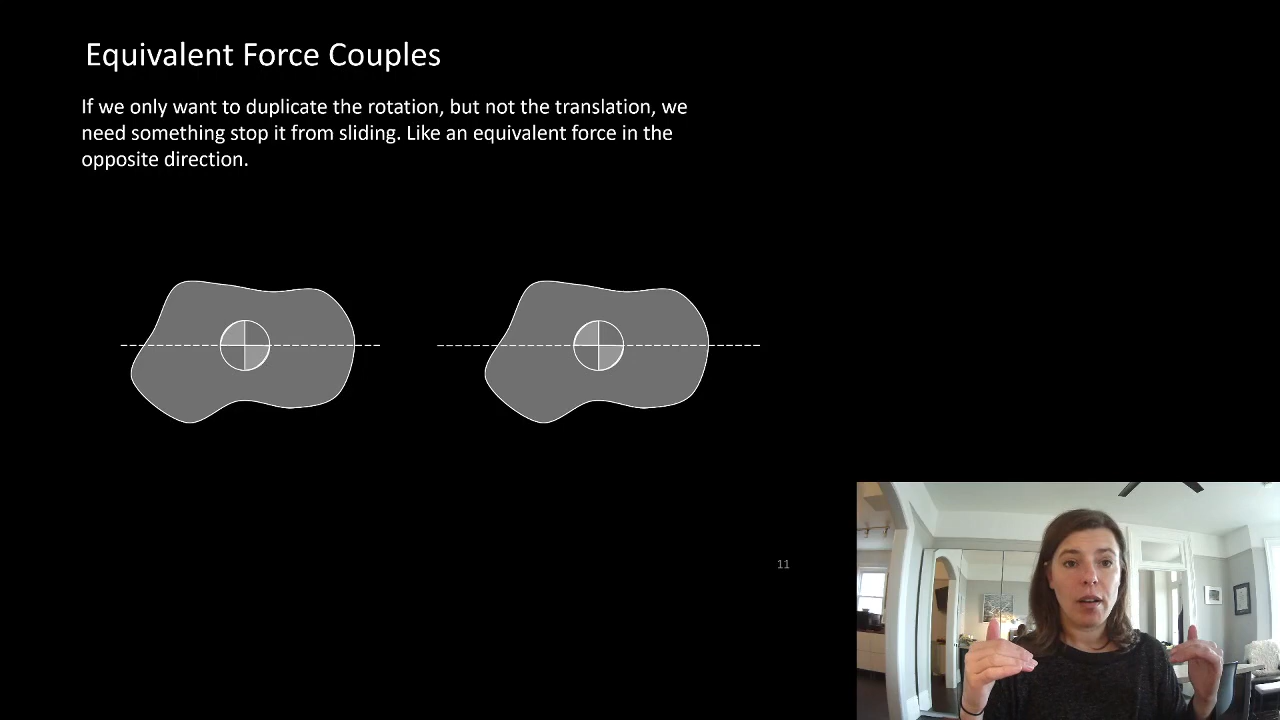 Equivalent Force Couples
If we only want to duplicate the rotation, but not the translation, we
need something stop it from sliding. Like an equivalent force in the
opposite direction.
11